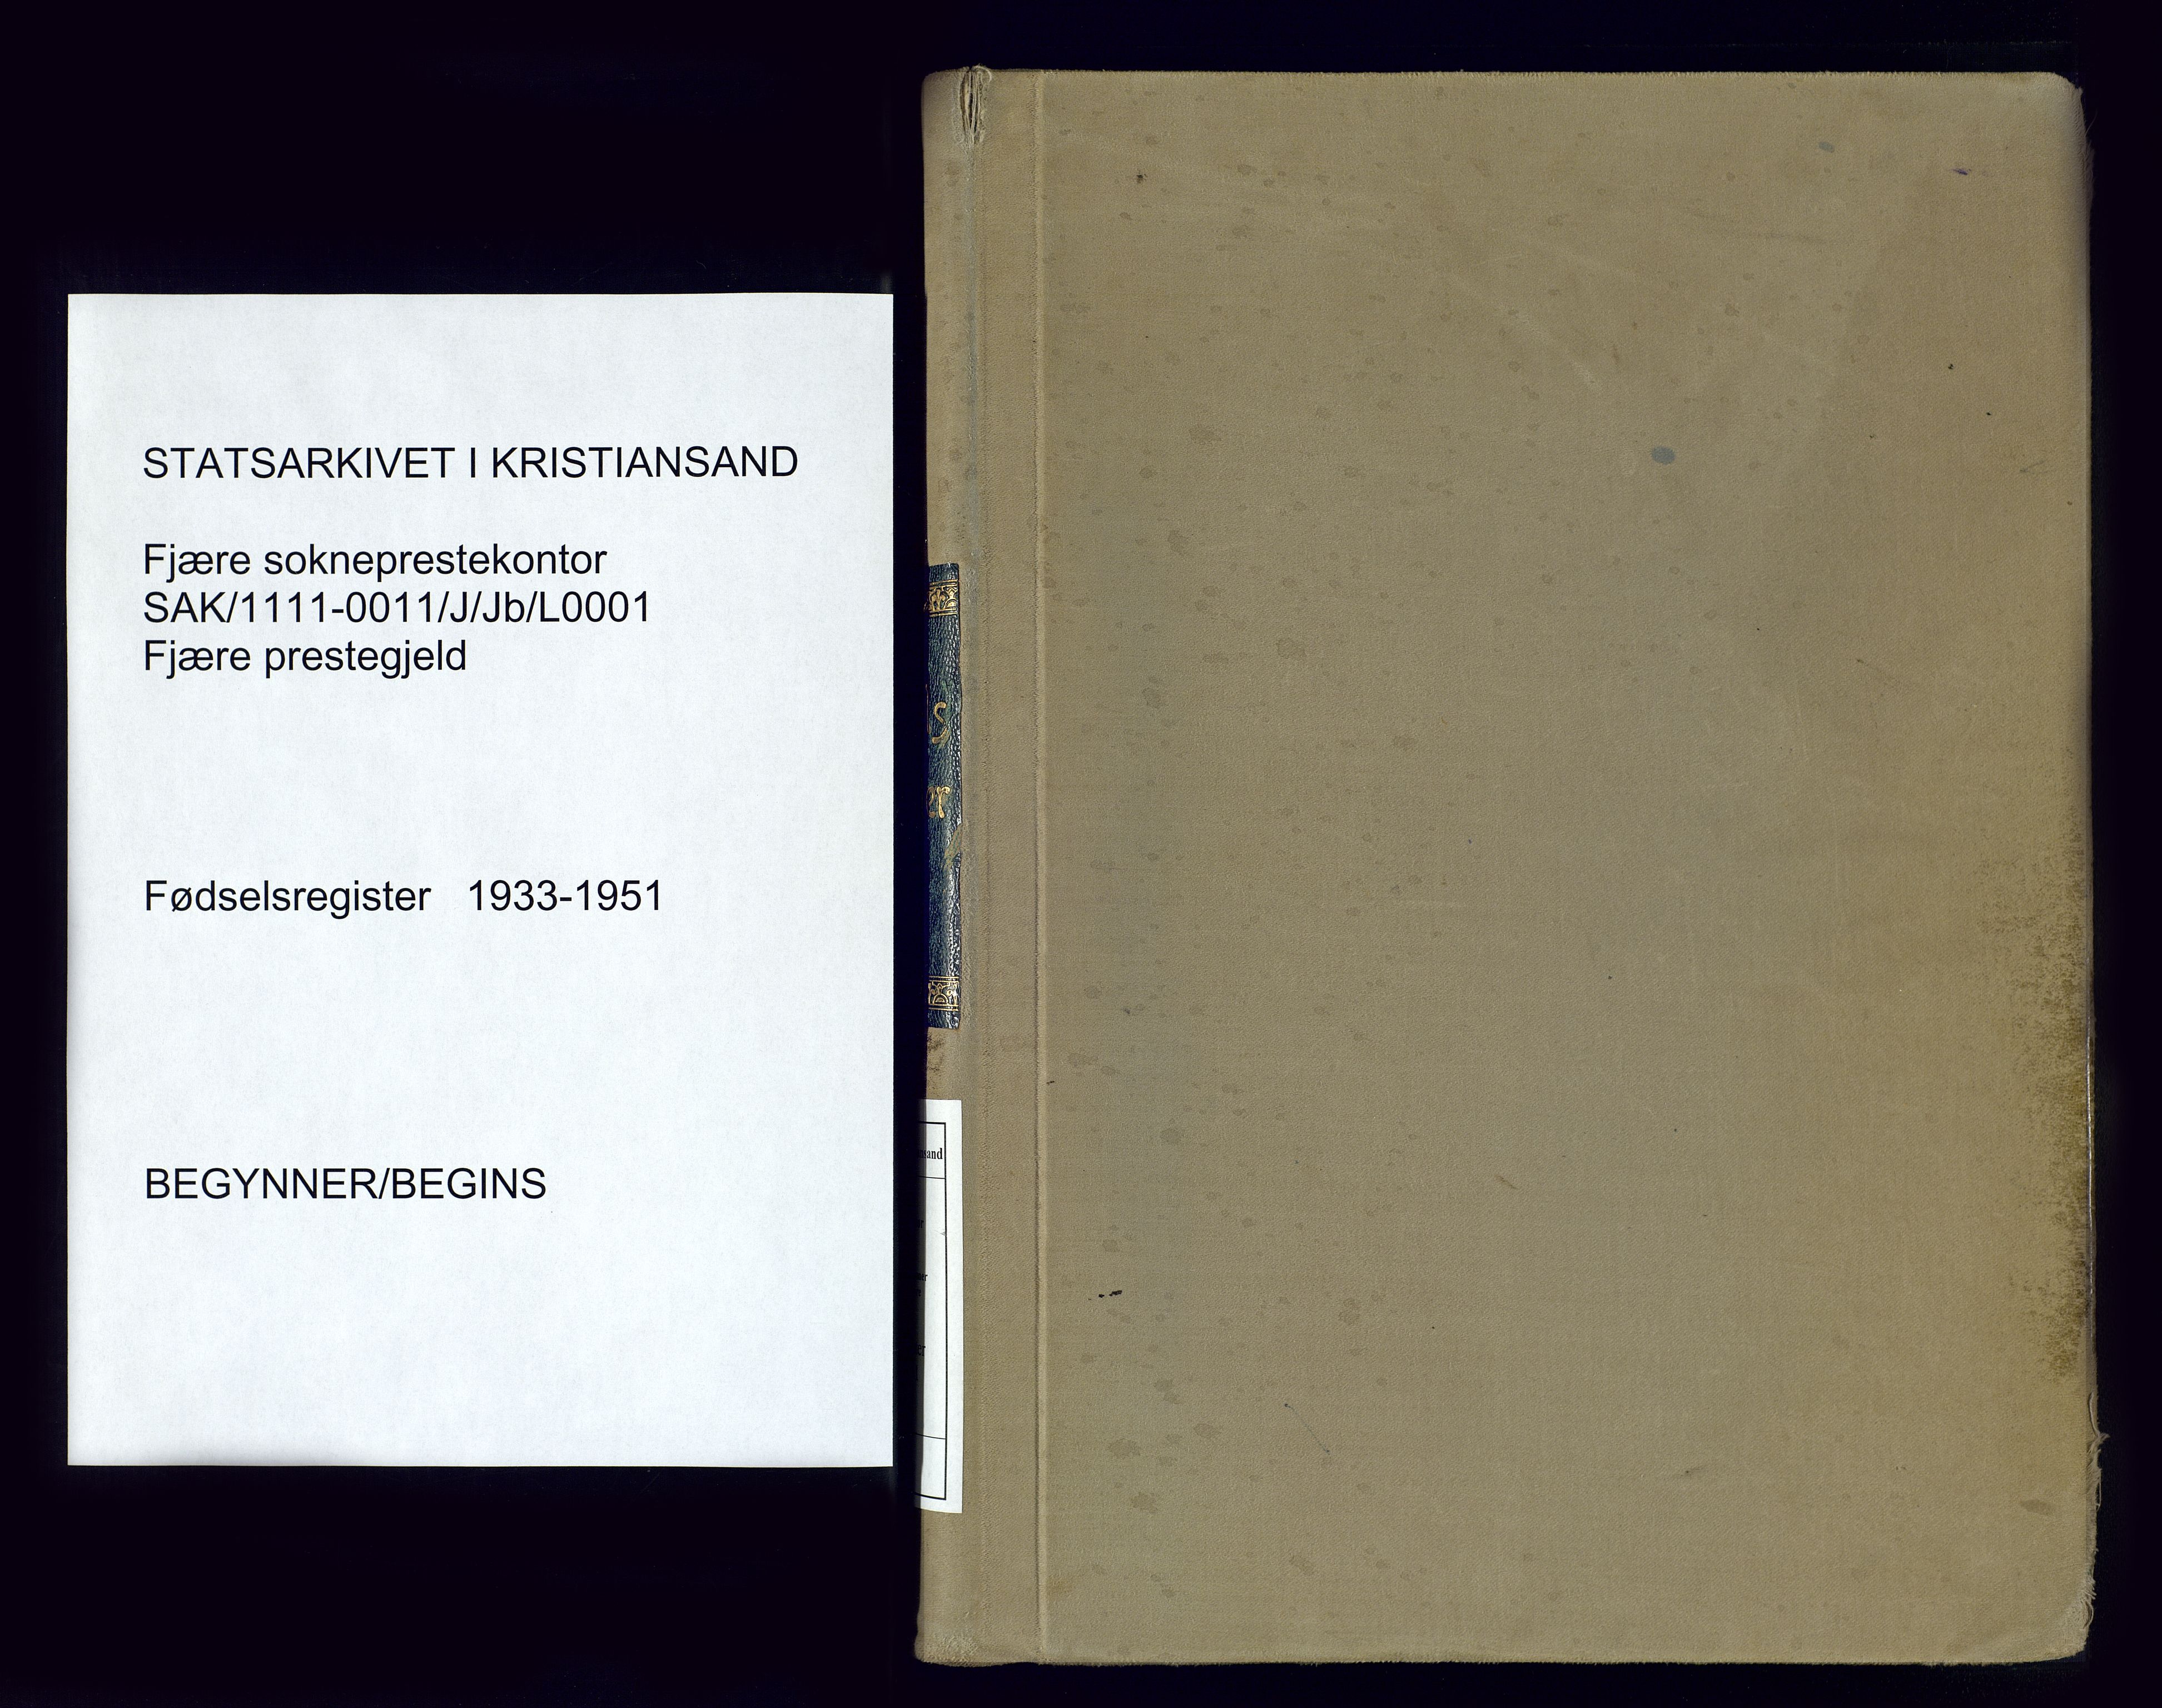 STATSARKIVET I KRISTIANSAND
Fjære sokneprestekontor
SAK/1111-0011/J/Jb/L0001
Fjære prestegjeld
Fødselsregister 1933-1951
BEGYNNER/BEGINS